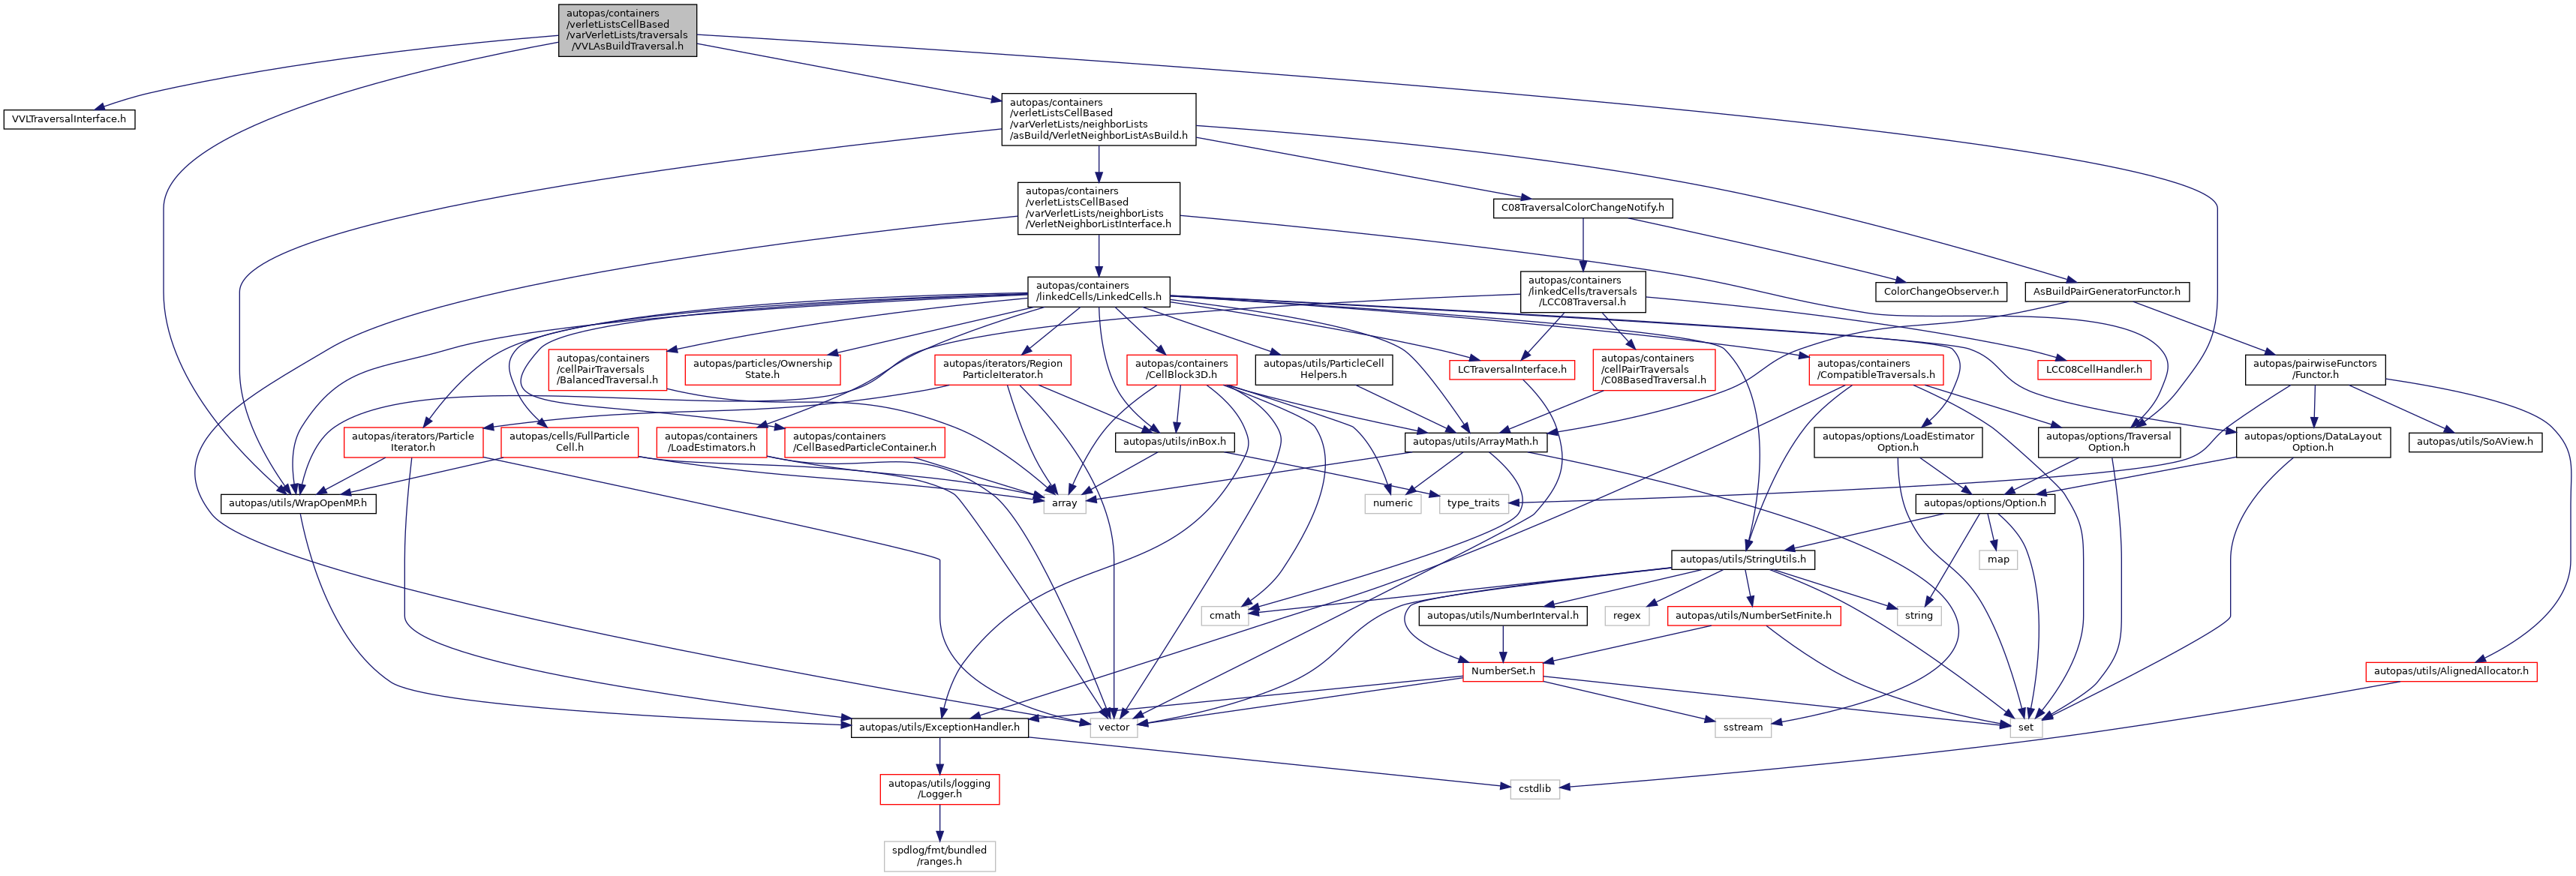 autopas/containers
/verletListsCellBased
/varVerletLists/traversals
/VVLAsBuildTraversal.h
VVLTraversalInterface.h
autopas/containers
/verletListsCellBased
/varVerletLists/neighborLists
/asBuild/VerletNeighborListAsBuild.h
autopas/containers
/verletListsCellBased
/varVerletLists/neighborLists
/VerletNeighborListInterface.h
C08TraversalColorChangeNotify.h
autopas/containers
/linkedCells/LinkedCells.h
autopas/containers
/linkedCells/traversals
/LCC08Traversal.h
ColorChangeObserver.h
AsBuildPairGeneratorFunctor.h
autopas/containers
/cellPairTraversals
/BalancedTraversal.h
autopas/particles/Ownership
State.h
autopas/iterators/Region
ParticleIterator.h
autopas/containers
/CellBlock3D.h
autopas/utils/ParticleCell
Helpers.h
LCTraversalInterface.h
autopas/containers
/cellPairTraversals
/C08BasedTraversal.h
autopas/containers
/CompatibleTraversals.h
LCC08CellHandler.h
autopas/pairwiseFunctors
/Functor.h
autopas/iterators/Particle
Iterator.h
autopas/cells/FullParticle
Cell.h
autopas/containers
/LoadEstimators.h
autopas/containers
/CellBasedParticleContainer.h
autopas/utils/inBox.h
autopas/utils/ArrayMath.h
autopas/options/LoadEstimator
Option.h
autopas/options/Traversal
Option.h
autopas/options/DataLayout
Option.h
autopas/utils/SoAView.h
autopas/utils/WrapOpenMP.h
array
numeric
type_traits
autopas/options/Option.h
autopas/utils/StringUtils.h
map
cmath
autopas/utils/NumberInterval.h
regex
autopas/utils/NumberSetFinite.h
string
NumberSet.h
autopas/utils/AlignedAllocator.h
autopas/utils/ExceptionHandler.h
vector
sstream
set
autopas/utils/logging
/Logger.h
cstdlib
spdlog/fmt/bundled
/ranges.h